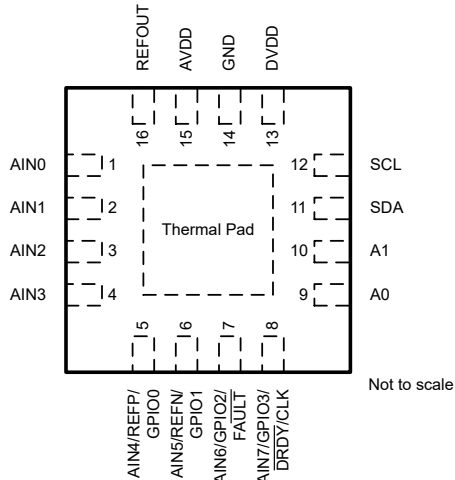 REFOUT
AVDD
GND
DVDD
16
15
14
13
AIN0
1
12
SCL
AIN1
2
11
SDA
Thermal Pad
AIN2
3
10
A1
AIN3
4
9
A0
5
6
7
8
Not to scale
AIN4/REFP/
GPIO0
AIN5/REFN/
GPIO1
AIN6/GPIO2/
FAULT
AIN7/GPIO3/
DRDY/CLK